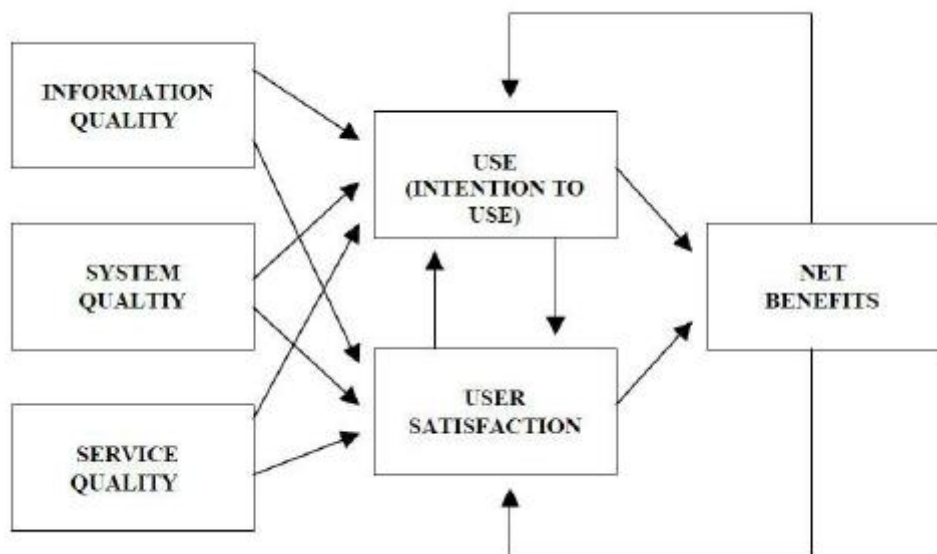 INFORMATION
QUALITY
USE
(INTENTION TO
USE)
SYSTEM
QUALTIY
NET
BENEFITS
USER
SATISFACTION
SERVICE
QUALITY